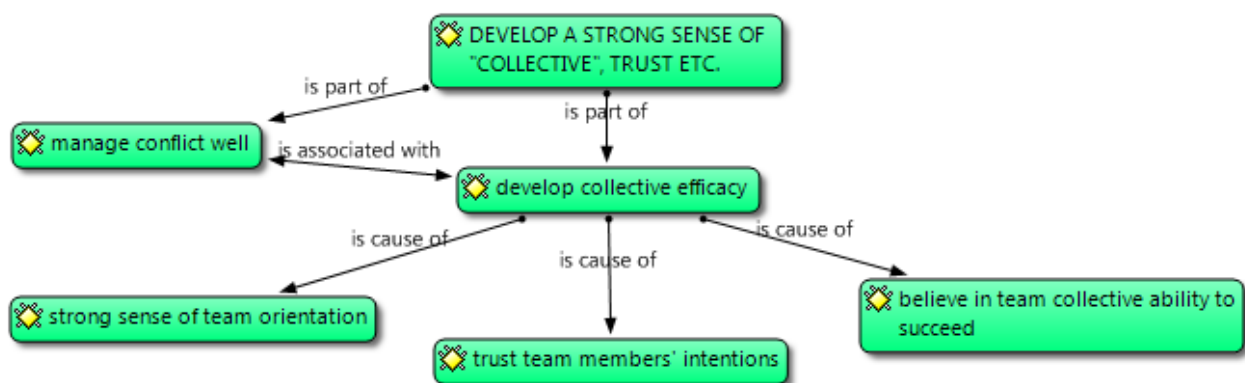 DEVELOP A STRONG SENSE OF
"COLLECTIVE", TRUST ETC.
is part of
is part of
manage conflict well
is associated with
develop collective efficacy
is cause of
is cause of
is cause of
strong sense of team orientation
believe in team collective ability to
succeed
trust team members' intentions